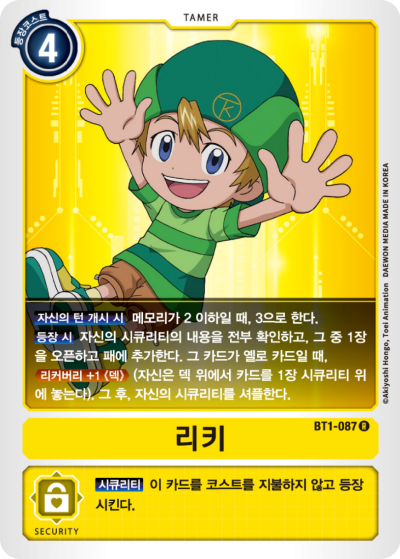 TAMER
등장코스트
4
TK
자신의 턴 개시 시 메모리가 2 이하일 때, 3으로 한다.
등장 시 자신의 시큐리티의 내용을 전부 확인하고, 그 중 1장
을 오픈하고 패에 추가한다. 그 카드가 옐로 카드일 때,
리커버리 +1 《덱》 (자신은 덱 위에서 카드를 1장 시큐리티 위
에 놓는다). 그 후, 자신의 시큐리티를 셔플한다.
©Akiyoshi Hongo, Toei Animation DAEWON MEDIA MADE IN KOREA
BT1-087 R
리키
시큐리티 이 카드를 코스트를 지불하지 않고 등장
시킨다.
SECURITY